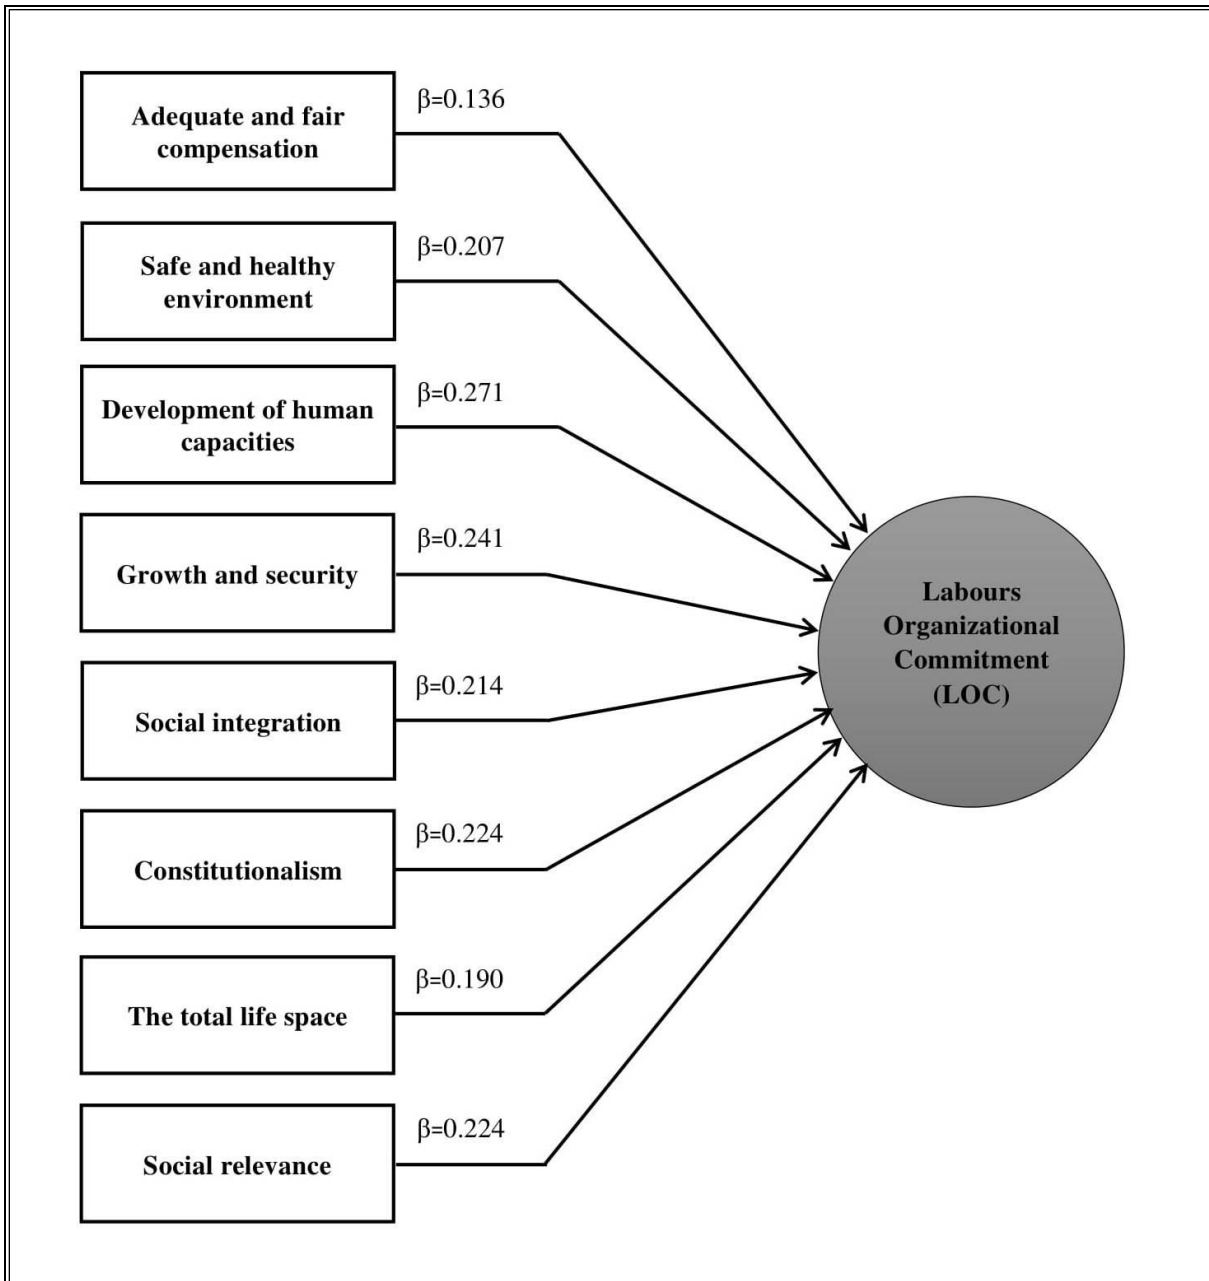 β=0.136
Adequate and fair
compensation
β=0.207
Safe and healthy
environment
β=0.271
Development of human
capacities
β=0.241
Growth and security
β=0.214
Social integration
β=0.224
Constitutionalism
β=0.190
The total life space
β=0.224
Social relevance
Labours
Organizational
Commitment
(LOC)